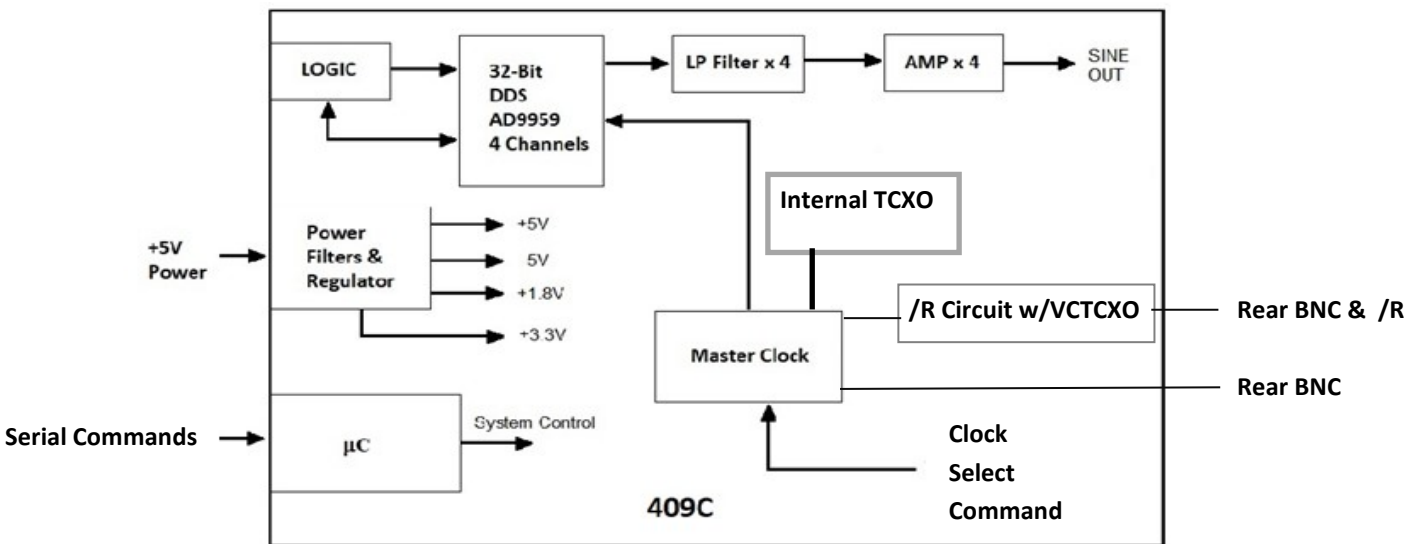 LOGIC
32-Bit
DDS
AD9959
4 Channels
LP Filter x 4
AMP x 4
SINE
OUT
Internal TCXO
+5V
Power
Power
Filters &
Regulator
+5V
5V
+1.8V
+3.3V
/R Circuit w/VCTCXO
Rear BNC & /R
Master Clock
Rear BNC
Serial Commands
µC
System Control
Clock
Select
Command
409C